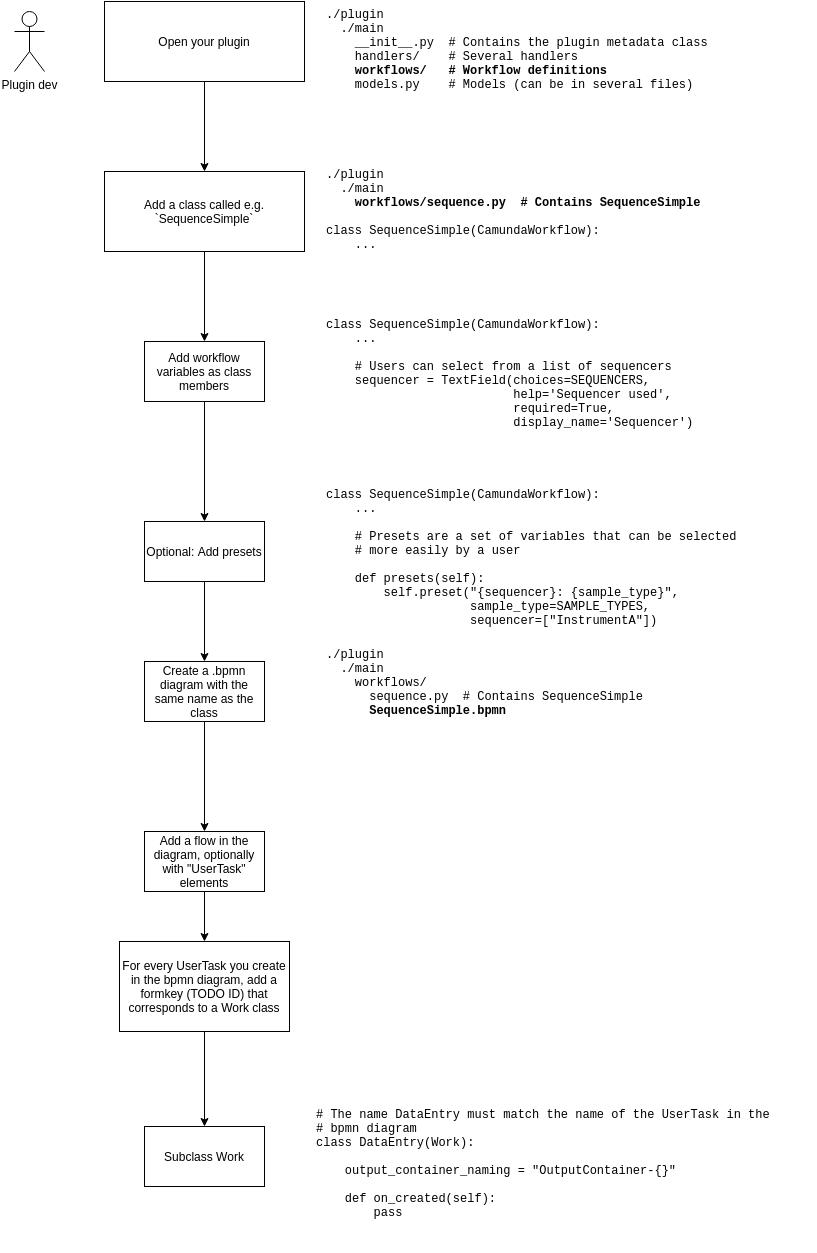 Plugin dev
Open your plugin
./plugin
  ./main
    __init__.py  # Contains the plugin metadata class
    handlers/    # Several handlers
    workflows/   # Workflow definitions
    models.py    # Models (can be in several files)
Add a class called e.g.
`SequenceSimple`
./plugin
  ./main
    workflows/sequence.py  # Contains SequenceSimple

class SequenceSimple(CamundaWorkflow):
    ...
Add workflow
variables as class
members
class SequenceSimple(CamundaWorkflow):
    ...

    # Users can select from a list of sequencers
    sequencer = TextField(choices=SEQUENCERS,
                          help='Sequencer used',
                          required=True,
                          display_name='Sequencer')
Optional: Add presets
class SequenceSimple(CamundaWorkflow):
    ...

    # Presets are a set of variables that can be selected
    # more easily by a user

    def presets(self):
        self.preset("{sequencer}: {sample_type}",
                    sample_type=SAMPLE_TYPES,
                    sequencer=["InstrumentA"])
Create a .bpmn
diagram with the
same name as the
class
./plugin
  ./main
    workflows/
      sequence.py  # Contains SequenceSimple
      SequenceSimple.bpmn
Add a flow in the
diagram, optionally
with "UserTask"
elements
For every UserTask you create
in the bpmn diagram, add a
formkey (TODO ID) that
corresponds to a Work class
Subclass Work
# The name DataEntry must match the name of the UserTask in the
# bpmn diagram
class DataEntry(Work):

    output_container_naming = "OutputContainer-{}"

    def on_created(self):
        pass